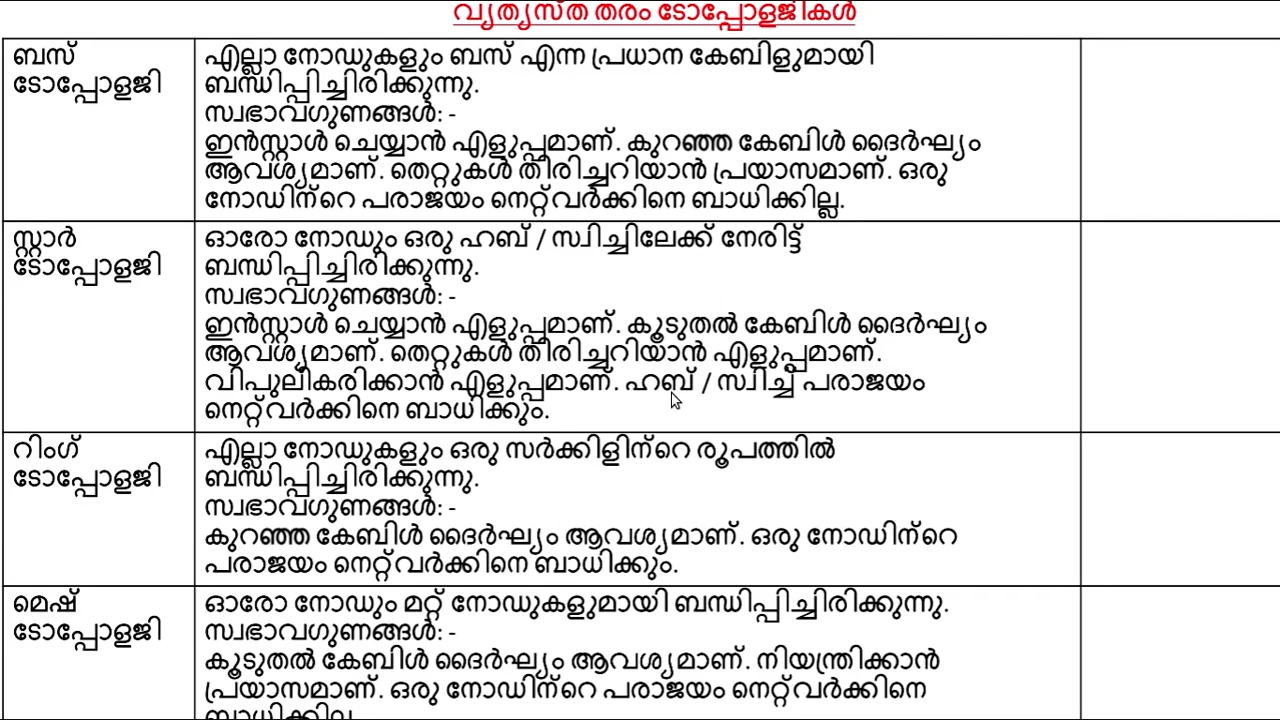 വ്യത്യസ്ത തരം ടോപ്പോളജികൾ
ബസ്
ടോപ്പോളജി
എല്ലാ നോഡുകളും ബസ് എന്ന പ്രധാന കേബിളുമായി
ബന്ധിപ്പിച്ചിരിക്കുന്നു.
സ്വഭാവഗുണങ്ങൾ: -
ഇൻസ്റ്റാൾ ചെയ്യാൻ എളുപ്പമാണ്. കുറഞ്ഞ കേബിൾ ദൈർഘ്യം
ആവശ്യമാണ്. തെറ്റുകൾ തിരിച്ചറിയാൻ പ്രയാസമാണ്. ഒരു
നോഡിന്റെ പരാജയം നെറ്റ്‌വർക്കിനെ ബാധിക്കില്ല.
സ്റ്റാർ
ടോപ്പോളജി
ഓരോ നോഡും ഒരു ഹബ് / സ്വിച്ചിലേക്ക് നേരിട്ട്
ബന്ധിപ്പിച്ചിരിക്കുന്നു.
സ്വഭാവഗുണങ്ങൾ: -
ഇൻസ്റ്റാൾ ചെയ്യാൻ എളുപ്പമാണ്. കൂടുതൽ കേബിൾ ദൈർഘ്യം
ആവശ്യമാണ്. തെറ്റുകൾ തിരിച്ചറിയാൻ എളുപ്പമാണ്.
വിപുലീകരിക്കാൻ എളുപ്പമാണ്. ഹബ് / സ്വിച്ച് പരാജയം
നെറ്റ്‌വർക്കിനെ ബാധിക്കും.
റിംഗ്
ടോപ്പോളജി
എല്ലാ നോഡുകളും ഒരു സർക്കിളിന്റെ രൂപത്തിൽ
ബന്ധിപ്പിച്ചിരിക്കുന്നു.
സ്വഭാവഗുണങ്ങൾ: -
കുറഞ്ഞ കേബിൾ ദൈർഘ്യം ആവശ്യമാണ്. ഒരു നോഡിന്റെ
പരാജയം നെറ്റ്‌വർക്കിനെ ബാധിക്കും.
മെഷ്
ടോപ്പോളജി
ഓരോ നോഡും മറ്റ് നോഡുകളുമായി ബന്ധിപ്പിച്ചിരിക്കുന്നു.
സ്വഭാവഗുണങ്ങൾ: -
കൂടുതൽ കേബിൾ ദൈർഘ്യം ആവശ്യമാണ്. നിയന്ത്രിക്കാൻ
പ്രയാസമാണ്. ഒരു നോഡിന്റെ പരാജയം നെറ്റ്‌വർക്കിനെ
ബാധിക്കില്ല